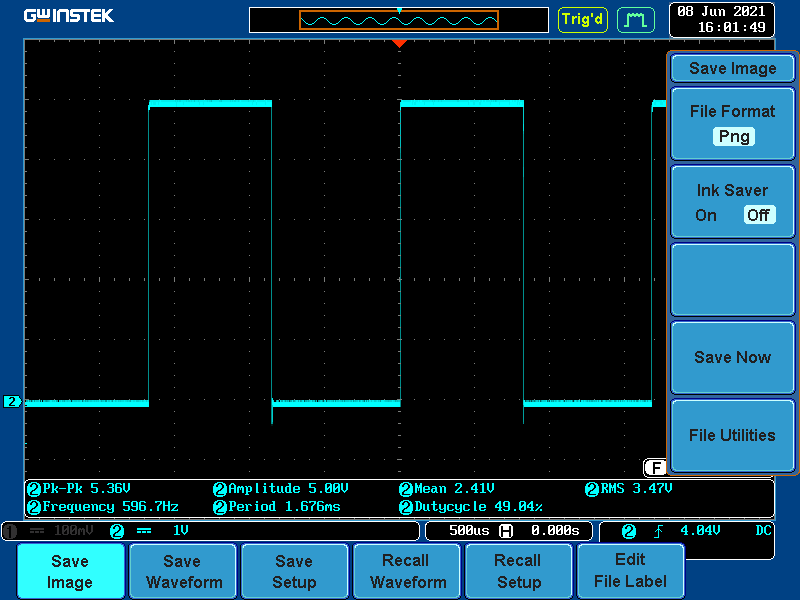 GWINSTEK
Trig'd
08 Jun 2021
16:01:49
Save Image
File Format
Png
Ink Saver
On Off
Save Now
File Utilities
2
F
2 Pk-Pk 5.36V 2 Amplitude 5.00V 2 Mean 2.41V 2 RMS 3.47V
2 Frequency 596.7Hz 2 Period 1.676ms 2 Dutycycle 49.04%
1 100mV 2 1V 500us H 0.000s 2 4.04V DC
Save Image
Save Waveform
Save Setup
Recall Waveform
Recall Setup
Edit File Label